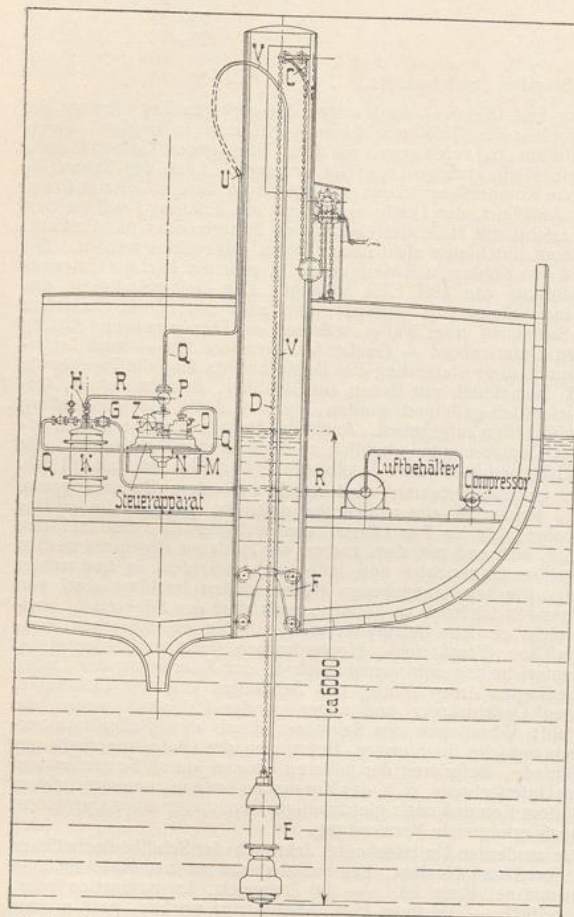 V
C
U
Q
V
H
R
P
G
Z
O
D
Q
Q
K
N
M
Steuerapparat
R
Luftbehälter
Compressor
F
ca 6000
E